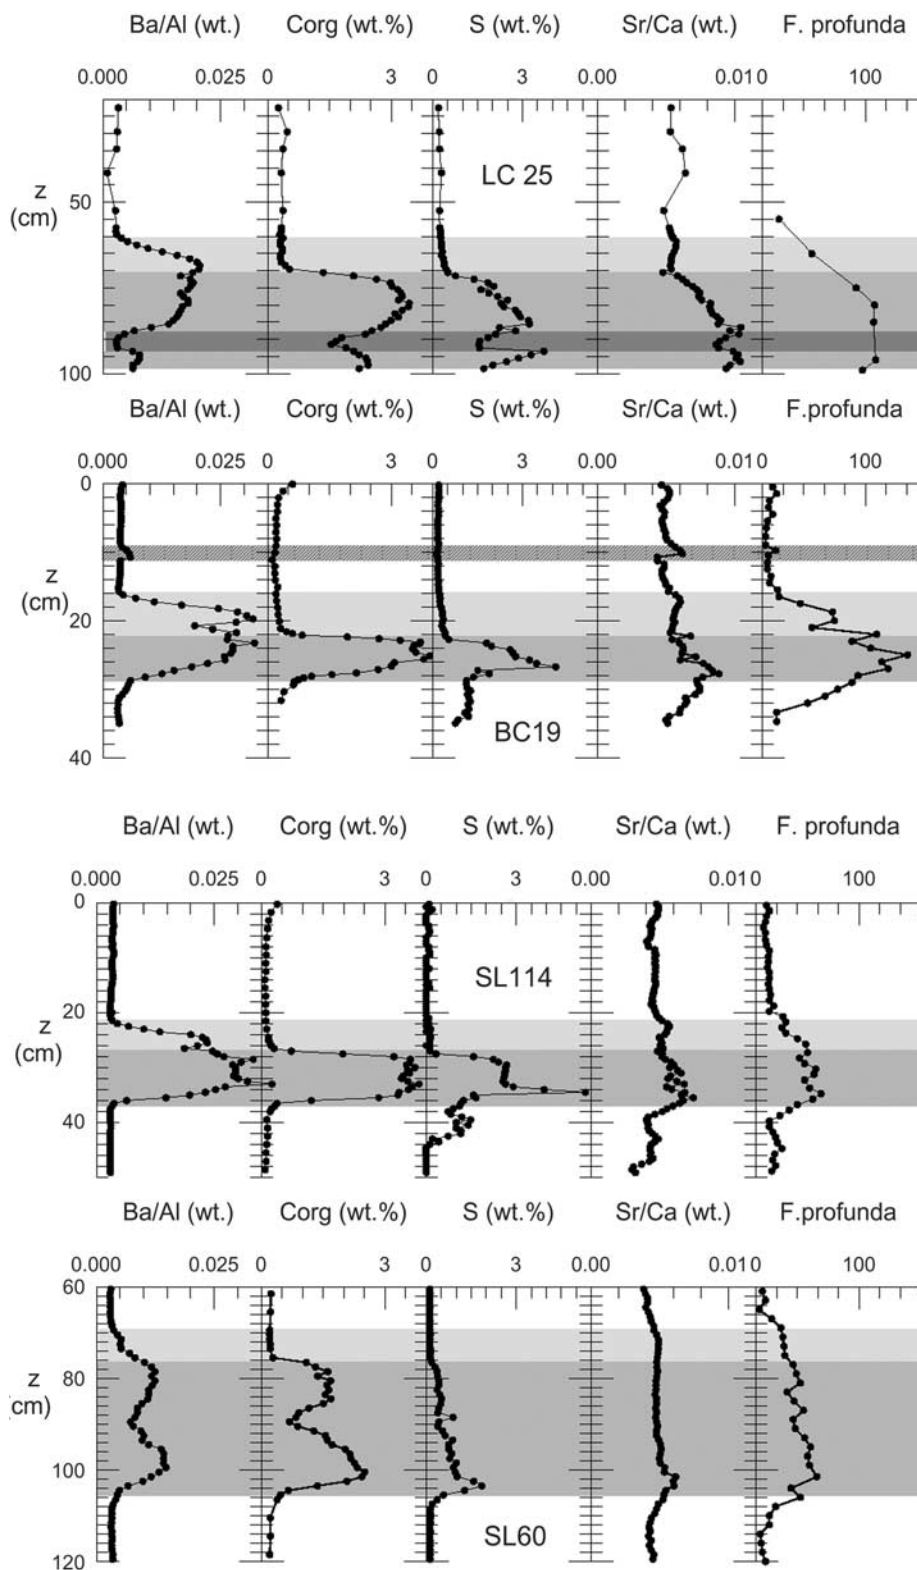 Ba/Al (wt.) Corg (wt.%) S (wt.%) Sr/Ca (wt.) F. profunda
0.000 0.025 0 3 0 3 0.00 0.010 100
LC 25
z
(cm)
50
100
Ba/Al (wt.) Corg (wt.%) S (wt.%) Sr/Ca (wt.) F.profunda
0.000 0.025 0 3 0 3 0.00 0.010 100
0
z
(cm)
20
BC19
40
Ba/Al (wt.) Corg (wt.%) S (wt.%) Sr/Ca (wt.) F. profunda
0.000 0.025 0 3 0 3 0.00 0.010 100
0
SL114
20
z
(cm)
40
Ba/Al (wt.) Corg (wt.%) S (wt.%) Sr/Ca (wt.) F.profunda
0.000 0.025 0 3 0 3 0.00 0.010 100
60
z
80
(cm)
100
SL60
120